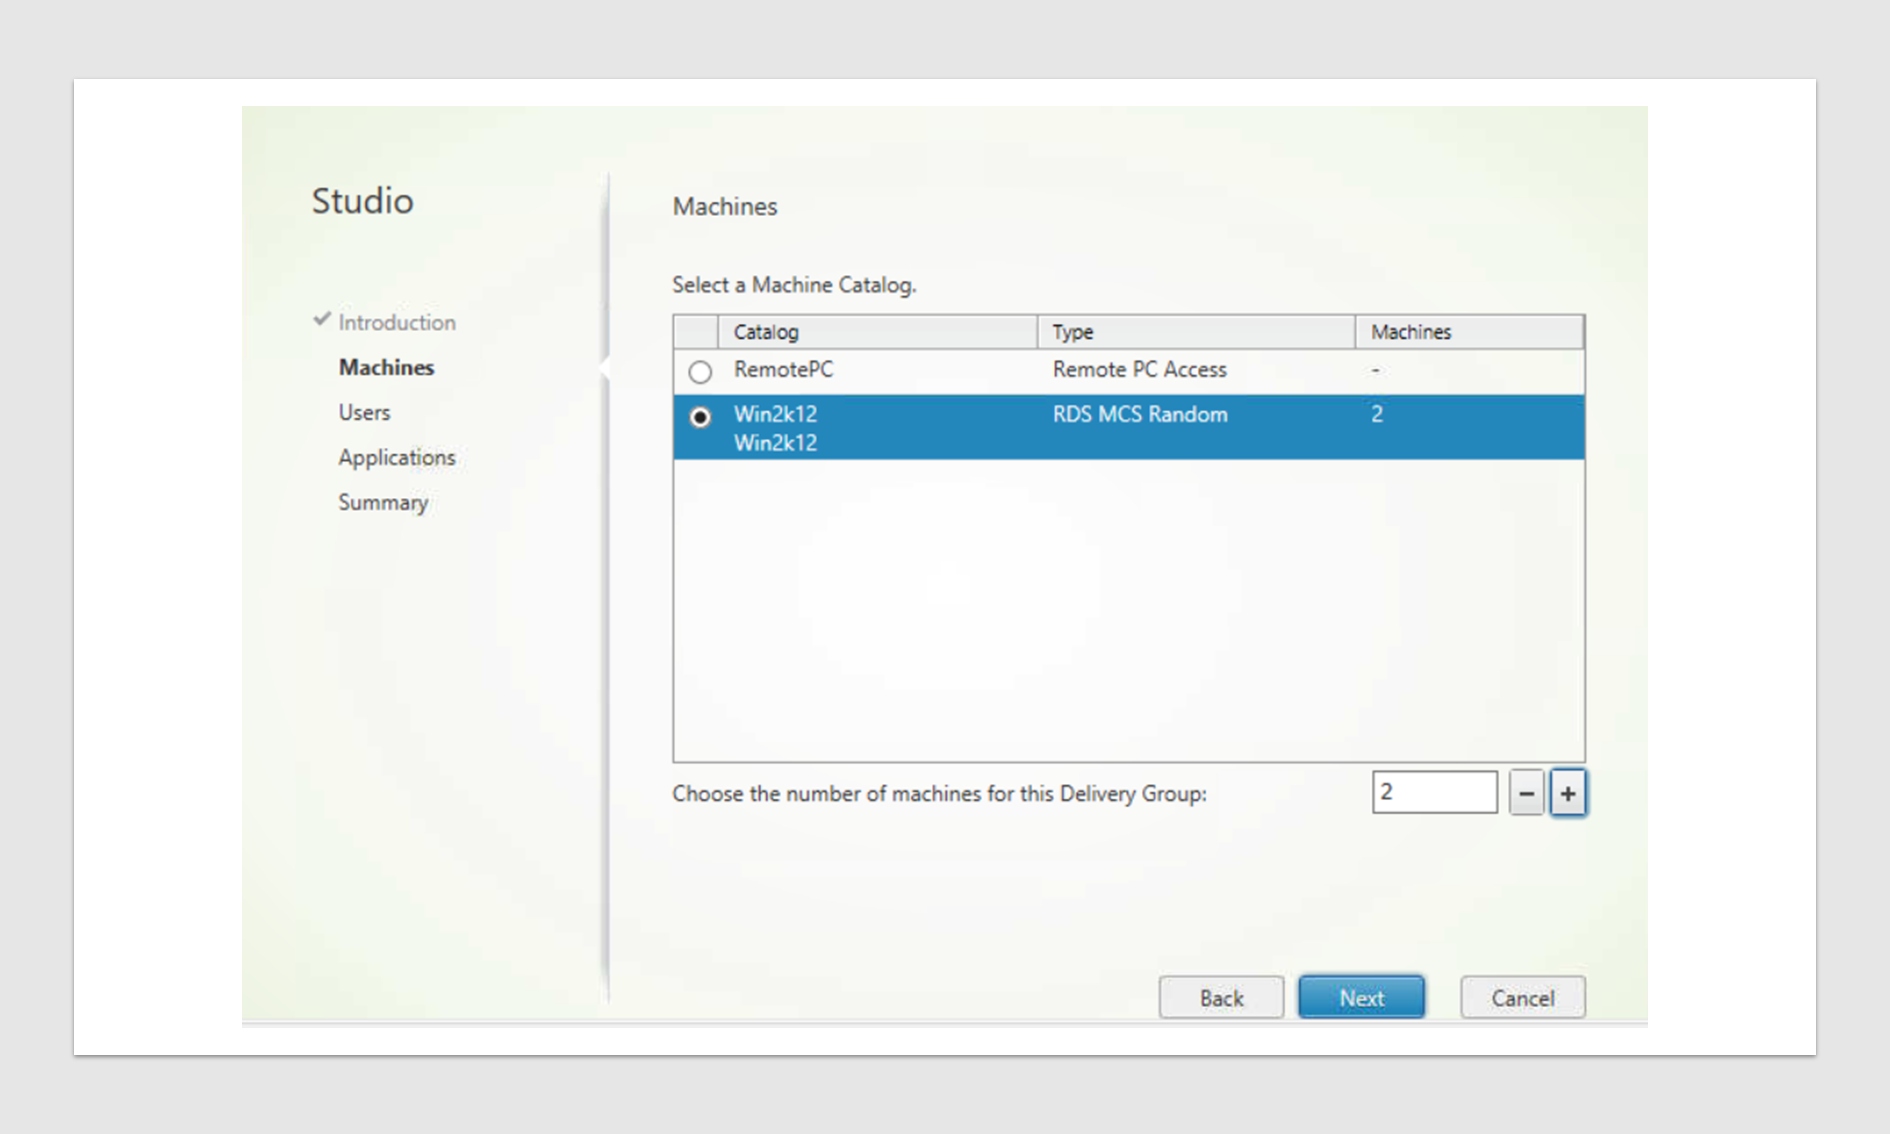 Studio
Introduction
Machines
Users
Applications
Summary
Machines
Select a Machine Catalog.
Catalog Type Machines
RemotePC Remote PC Access -
Win2k12 RDS MCS Random 2
Win2k12
Choose the number of machines for this Delivery Group: 2 - +
Back Next Cancel